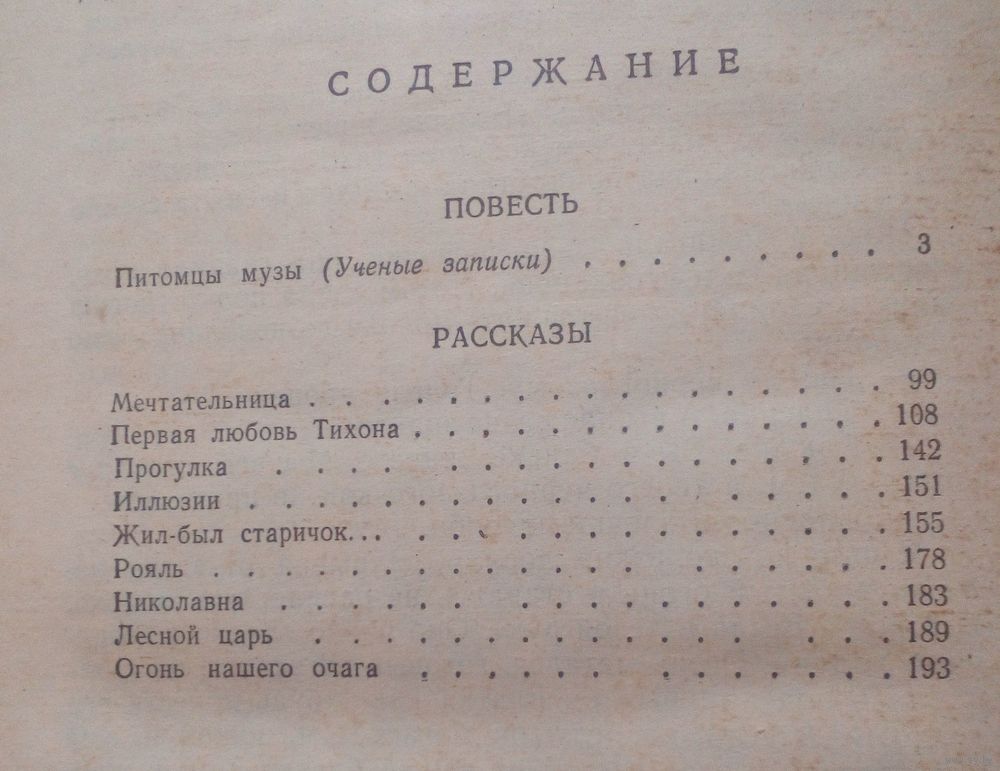 СОДЕРЖАНИЕ
ПОВЕСТЬ
Питомцы музы (Ученые записки) . . . . . . . . . 3
РАССКАЗЫ
Мечтательница . . . . . . . . . . . . . . . . . 99
Первая любовь Тихона . . . . . . . . . . . . . . 108
Прогулка . . . . . . . . . . . . . . . . . 142
Иллюзии . . . . . . . . . . . . . . . . . . 151
Жил-был старичок... . . . . . . . . . . . . . . 155
Рояль . . . . . . . . . . . . . . . . . . . 178
Николавна . . . . . . . . . . . . . . . . . 183
Лесной царь . . . . . . . . . . . . . . . . 189
Огонь нашего очага . . . . . . . . . . . . . 193